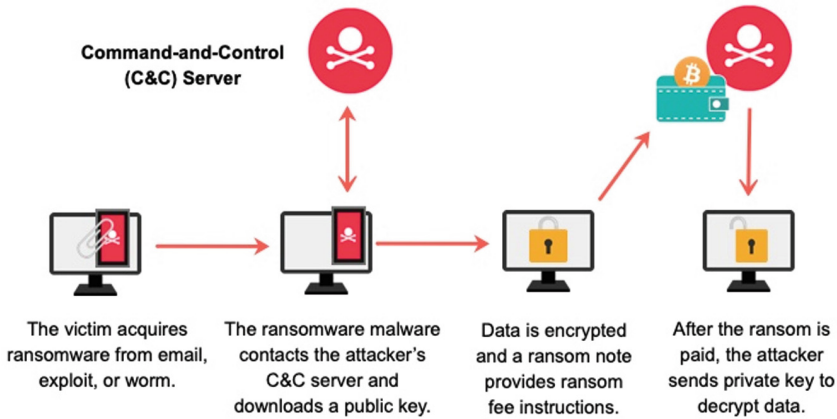 Command-and-Control
(C&C) Server
The victim acquires
ransomware from email,
exploit, or worm.
The ransomware malware
contacts the attacker's
C&C server and
downloads a public key.
Data is encrypted
and a ransom note
provides ransom
fee instructions.
After the ransom is
paid, the attacker
sends private key to
decrypt data.